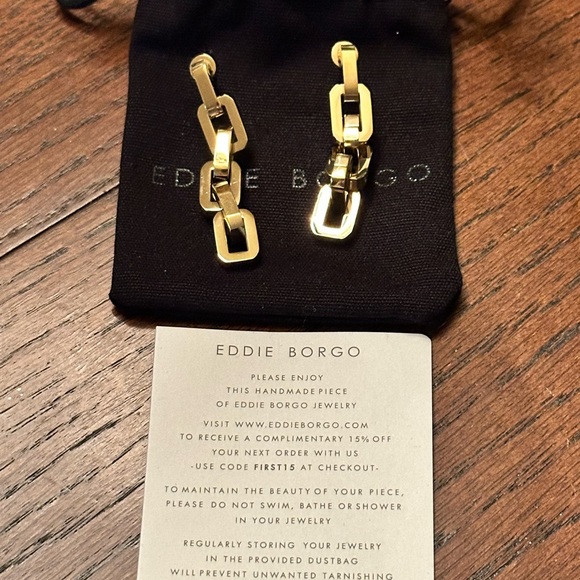 EDDIE BORGO
EDDIE BORGO
PLEASE ENJOY
THIS HANDMADE PIECE
OF EDDIE BORGO JEWELRY
VISIT WWW.EDDIEBORGO.COM
TO RECEIVE A COMPLIMENTARY 15% OFF
YOUR NEXT ORDER WITH US
-USE CODE FIRST15 AT CHECKOUT-
TO MAINTAIN THE BEAUTY OF YOUR PIECE,
PLEASE DO NOT SWIM, BATHE OR SHOWER
IN YOUR JEWELRY
REGULARLY STORING YOUR JEWELRY
IN THE PROVIDED DUSTBAG
WILL PREVENT UNWANTED TARNISHING